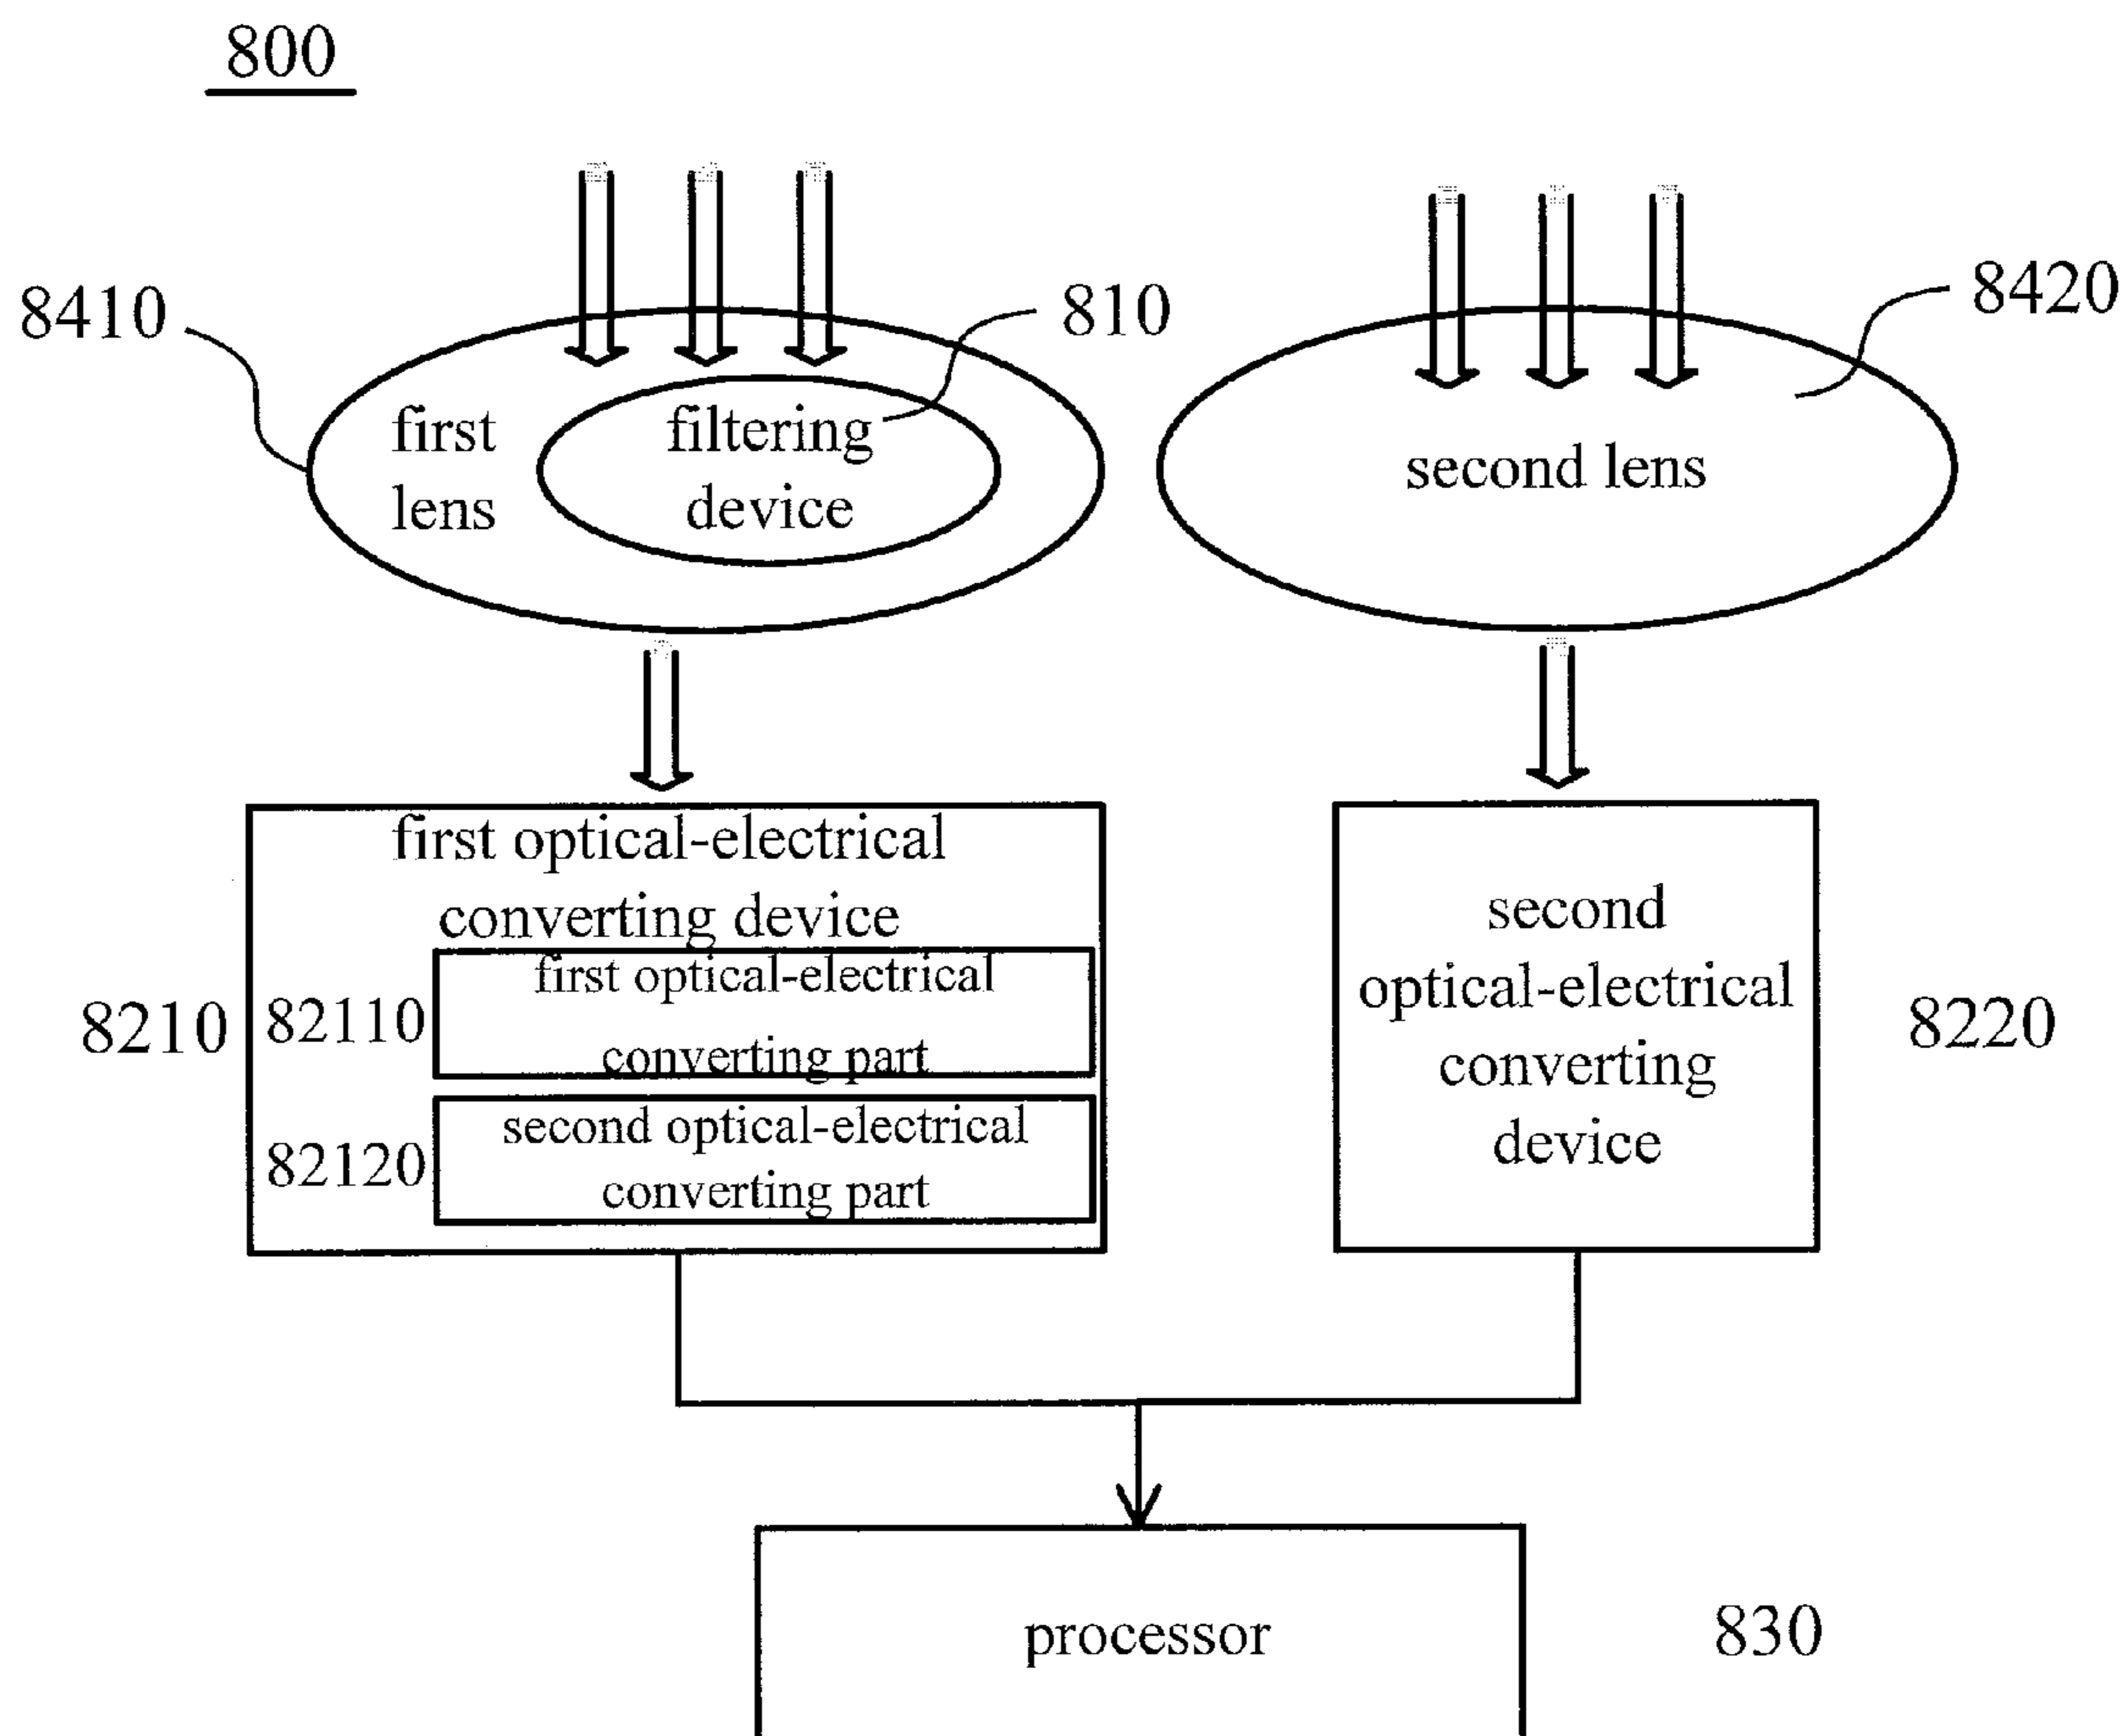 800
8410
810
8420
first
lens
filtering
device
second lens
first optical-electrical
converting device
8210
82110
first optical-electrical
converting part
82120
second optical-electrical
converting part
second
optical-electrical
converting
device
8220
processor
830